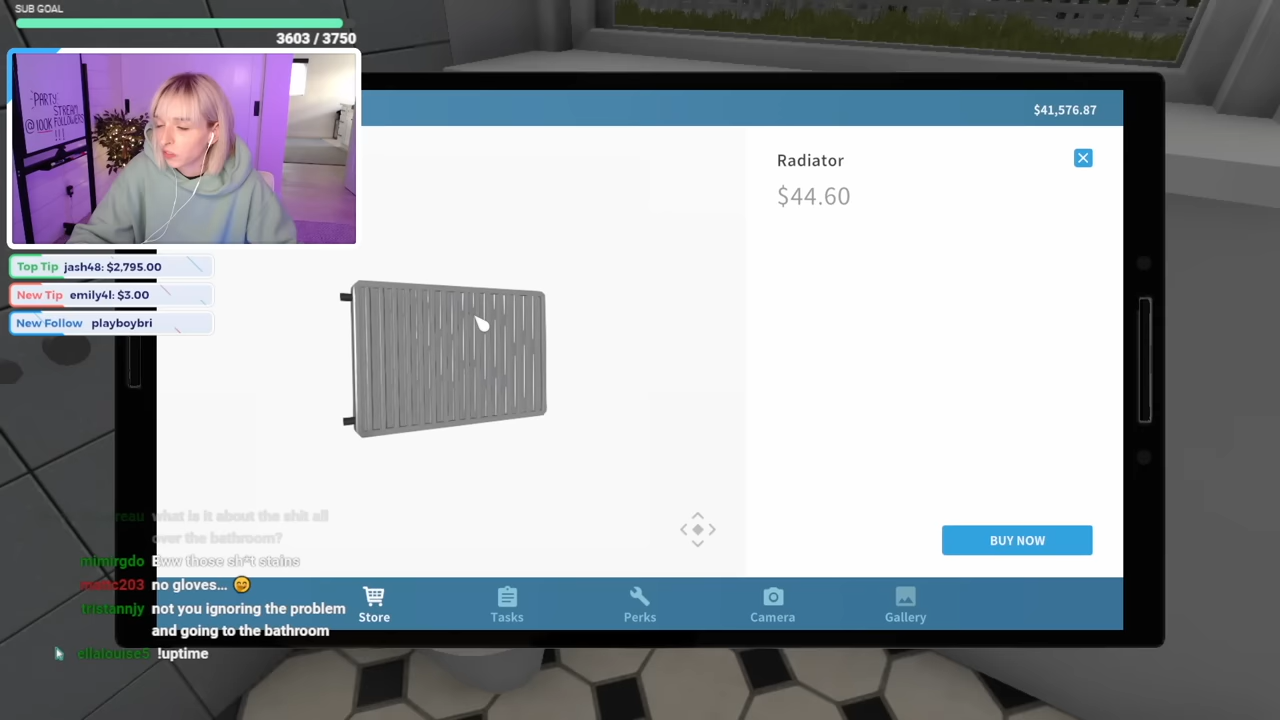 SUB GOAL
3603 / 3750
PARTY
STREAM
@100K FOLLOWERS
!!!
$41,576.87
Radiator
$44.60
Top Tip jash48: $2,795.00
New Tip emily4l: $3.00
New Follow playboybri
what is it about the shit all
over the bathroom?
mimirgdo Eww those sh*t stains
no gloves... 😊
tristannjy not you ignoring the problem
and going to the bathroom
ellalouise5 !uptime
BUY NOW
Store
Tasks
Perks
Camera
Gallery